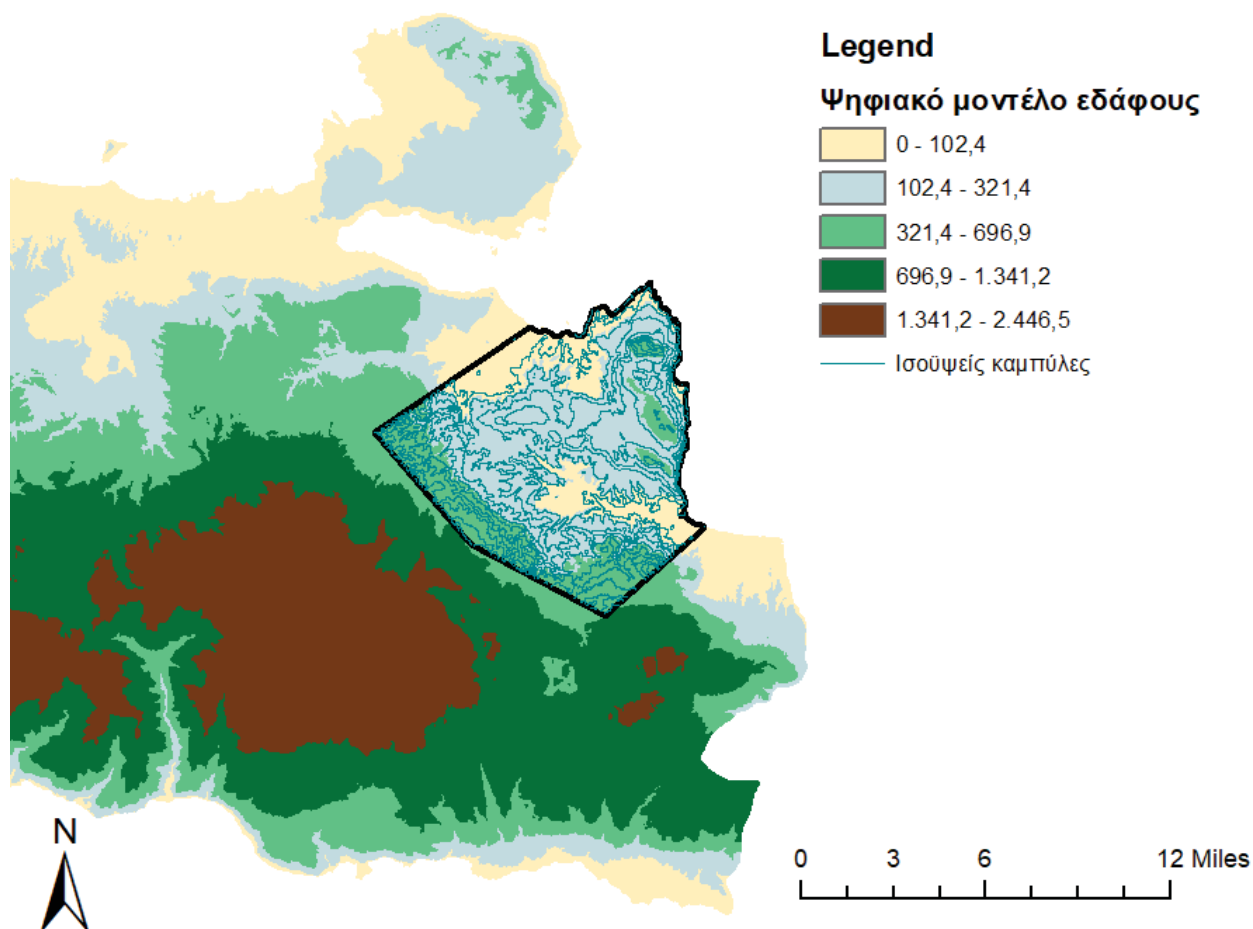 Legend
Ψηφιακό μοντέλο εδάφους
0 - 102,4
102,4 - 321,4
321,4 - 696,9
696,9 - 1.341,2
1.341,2 - 2.446,5
Ισοϋψείς καμπύλες
N
0 3 6 12 Miles